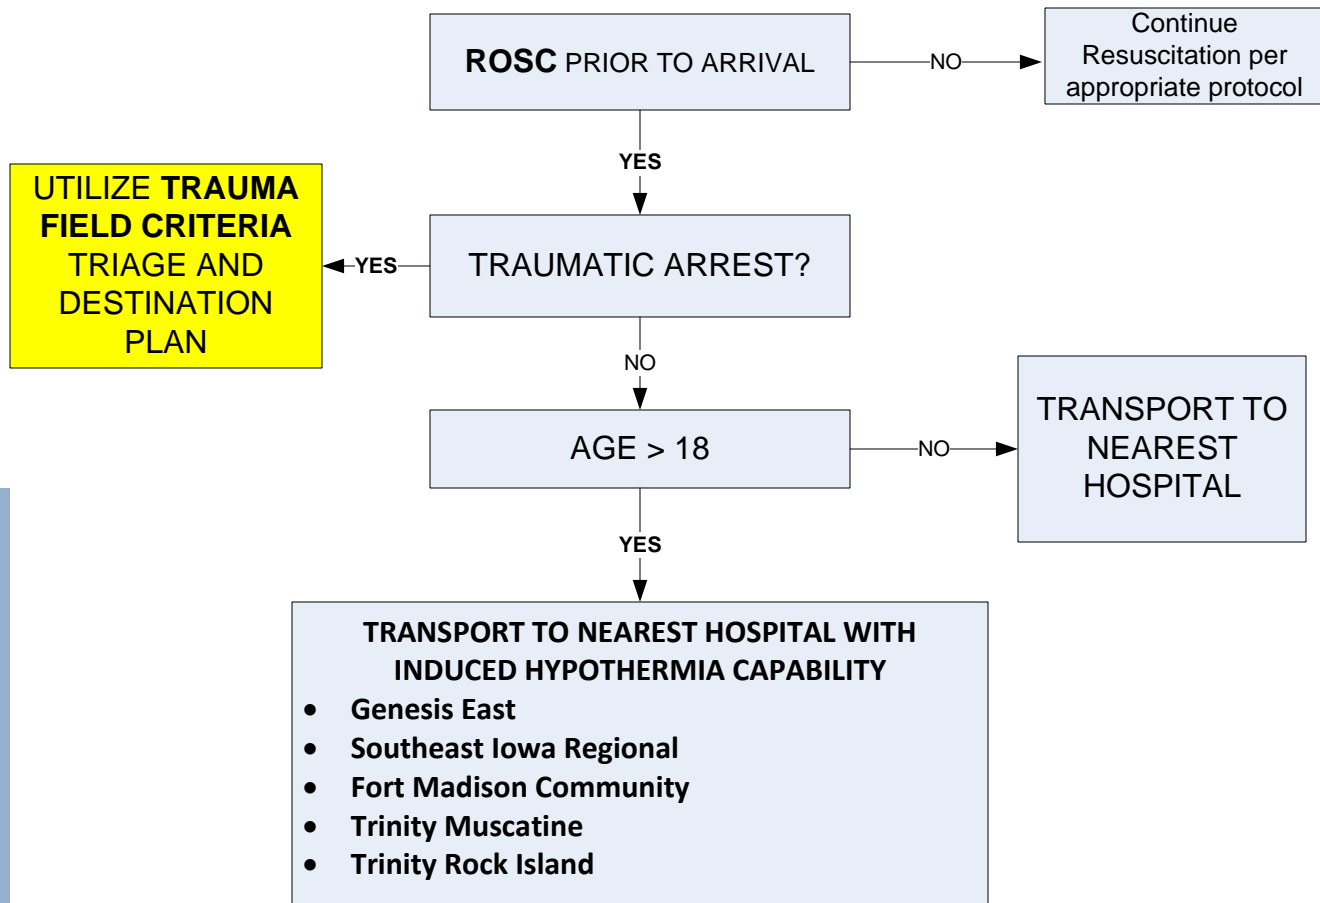 ROSC PRIOR TO ARRIVAL
NO
Continue
Resuscitation per
appropriate protocol
YES
UTILIZE TRAUMA
FIELD CRITERIA
TRIAGE AND
DESTINATION
PLAN
YES
TRAUMATIC ARREST?
NO
AGE > 18
NO
TRANSPORT TO
NEAREST
HOSPITAL
YES
TRANSPORT TO NEAREST HOSPITAL WITH
INDUCED HYPOTHERMIA CAPABILITY
• Genesis East
• Southeast Iowa Regional
• Fort Madison Community
• Trinity Muscatine
• Trinity Rock Island